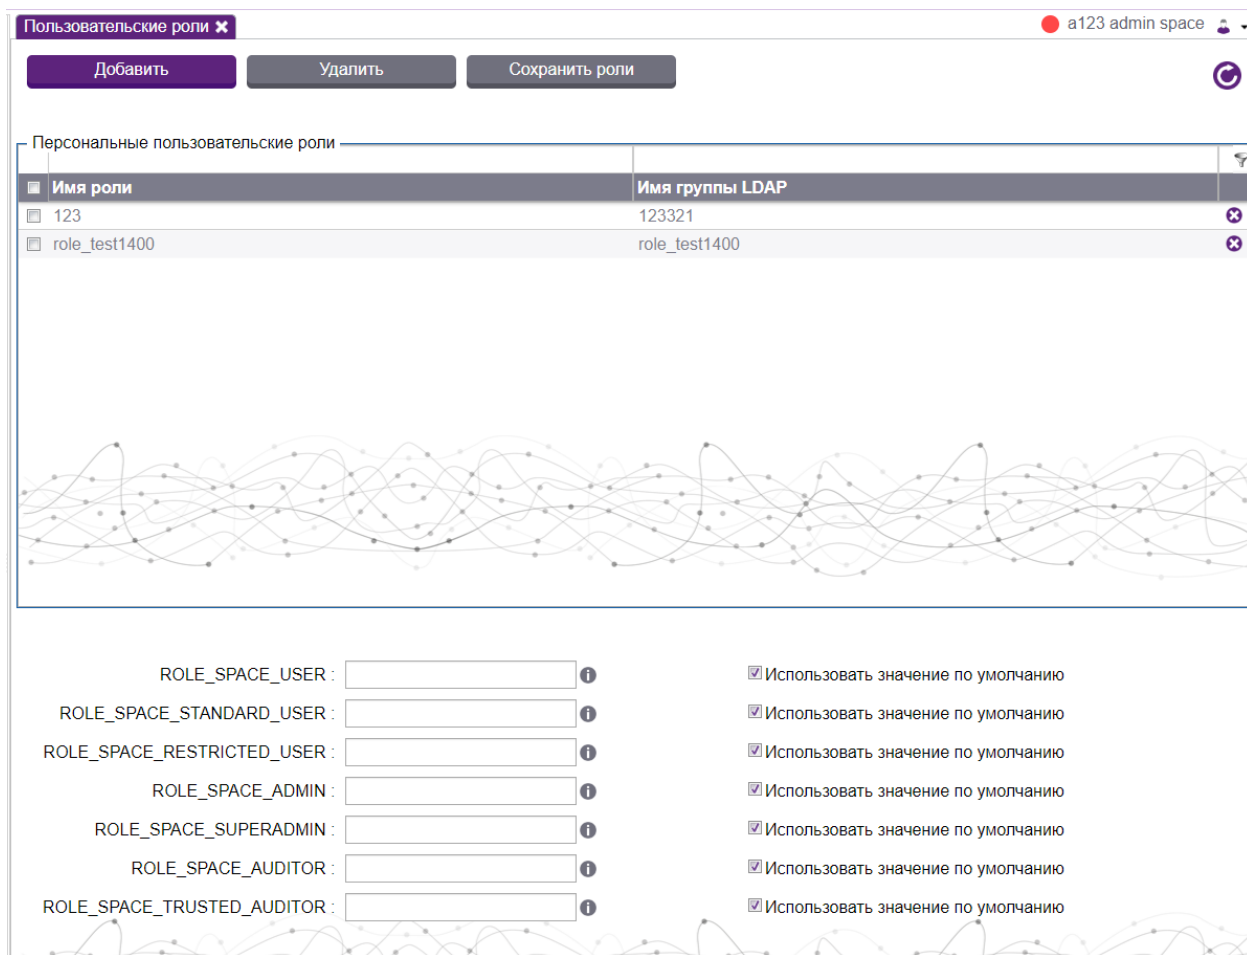 Пользовательские роли
a123 admin space
Добавить Удалить Сохранить роли
Персональные пользовательские роли
Имя роли Имя группы LDAP
123 123321
role_test1400 role_test1400
ROLE_SPACE_USER : Использовать значение по умолчанию
ROLE_SPACE_STANDARD_USER : Использовать значение по умолчанию
ROLE_SPACE_RESTRICTED_USER : Использовать значение по умолчанию
ROLE_SPACE_ADMIN : Использовать значение по умолчанию
ROLE_SPACE_SUPERADMIN : Использовать значение по умолчанию
ROLE_SPACE_AUDITOR : Использовать значение по умолчанию
ROLE_SPACE_TRUSTED_AUDITOR : Использовать значение по умолчанию